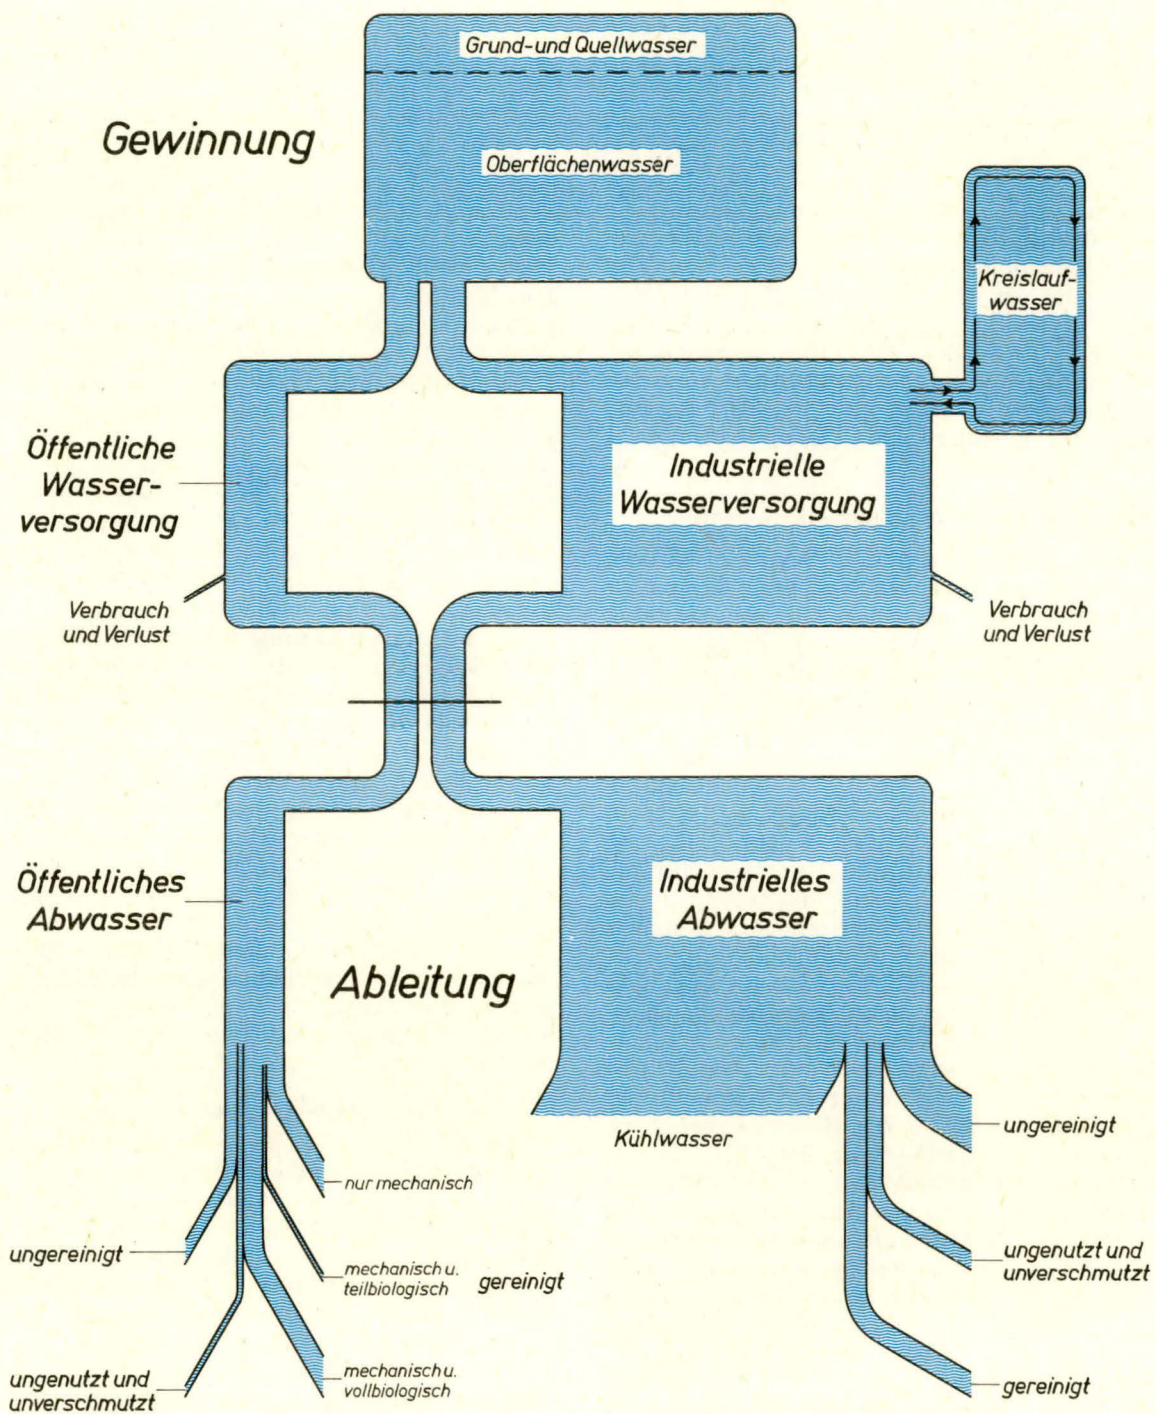 Grund- und Quellwasser
Gewinnung
Oberflächenwasser
Kreislauf-
wasser
Öffentliche
Wasser-
versorgung
Industrielle
Wasserversorgung
Verbrauch
und Verlust
Verbrauch
und Verlust
Öffentliches
Abwasser
Industrielles
Abwasser
Ableitung
Kühlwasser
ungereinigt
nur mechanisch
ungereinigt
mechanisch u.
teilbiologisch
gereinigt
ungenutzt und
unverschmutzt
ungenutzt und
unverschmutzt
mechanisch u.
vollbiologisch
gereinigt